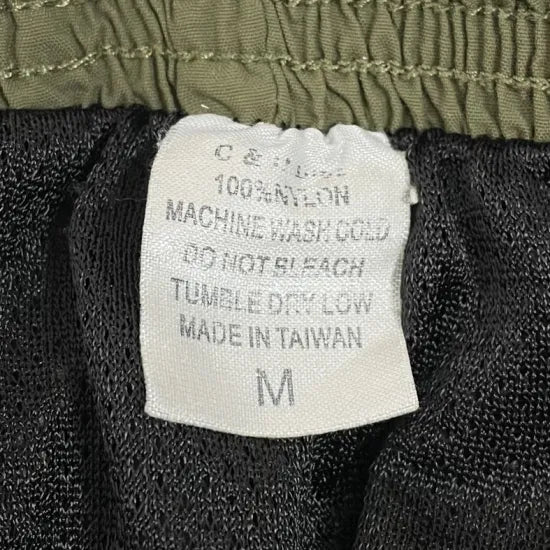 C &
100% NYLON
MACHINE WASH COLD
DO NOT BLEACH
TUMBLE DRY LOW
MADE IN TAIWAN
M